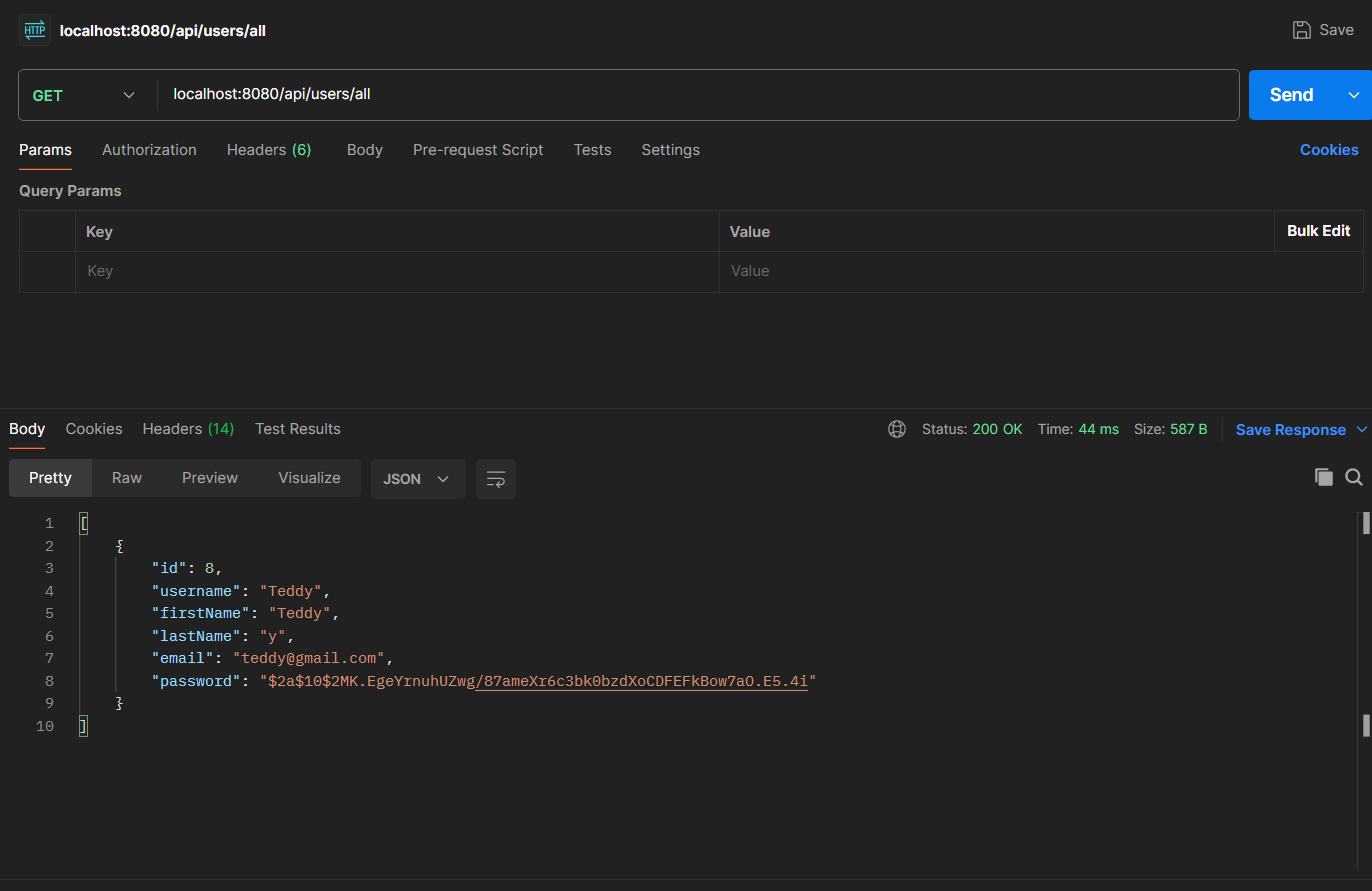 HTTP localhost:8080/api/users/all Save
GET localhost:8080/api/users/all Send
Params Authorization Headers (6) Body Pre-request Script Tests Settings Cookies
Query Params
Key Value Bulk Edit
Key Value
Body Cookies Headers (14) Test Results Status: 200 OK Time: 44 ms Size: 587 B Save Response
Pretty Raw Preview Visualize JSON
1 [
2 {
3 "id": 8,
4 "username": "Teddy",
5 "firstName": "Teddy",
6 "lastName": "y",
7 "email": "teddy@gmail.com",
8 "password": "$2a$10$2MK.EgeYrnuhUZwg/87ameXr6c3bk0bzdXoCDFEFkBow7aO.E5.4i"
9 }
10 ]